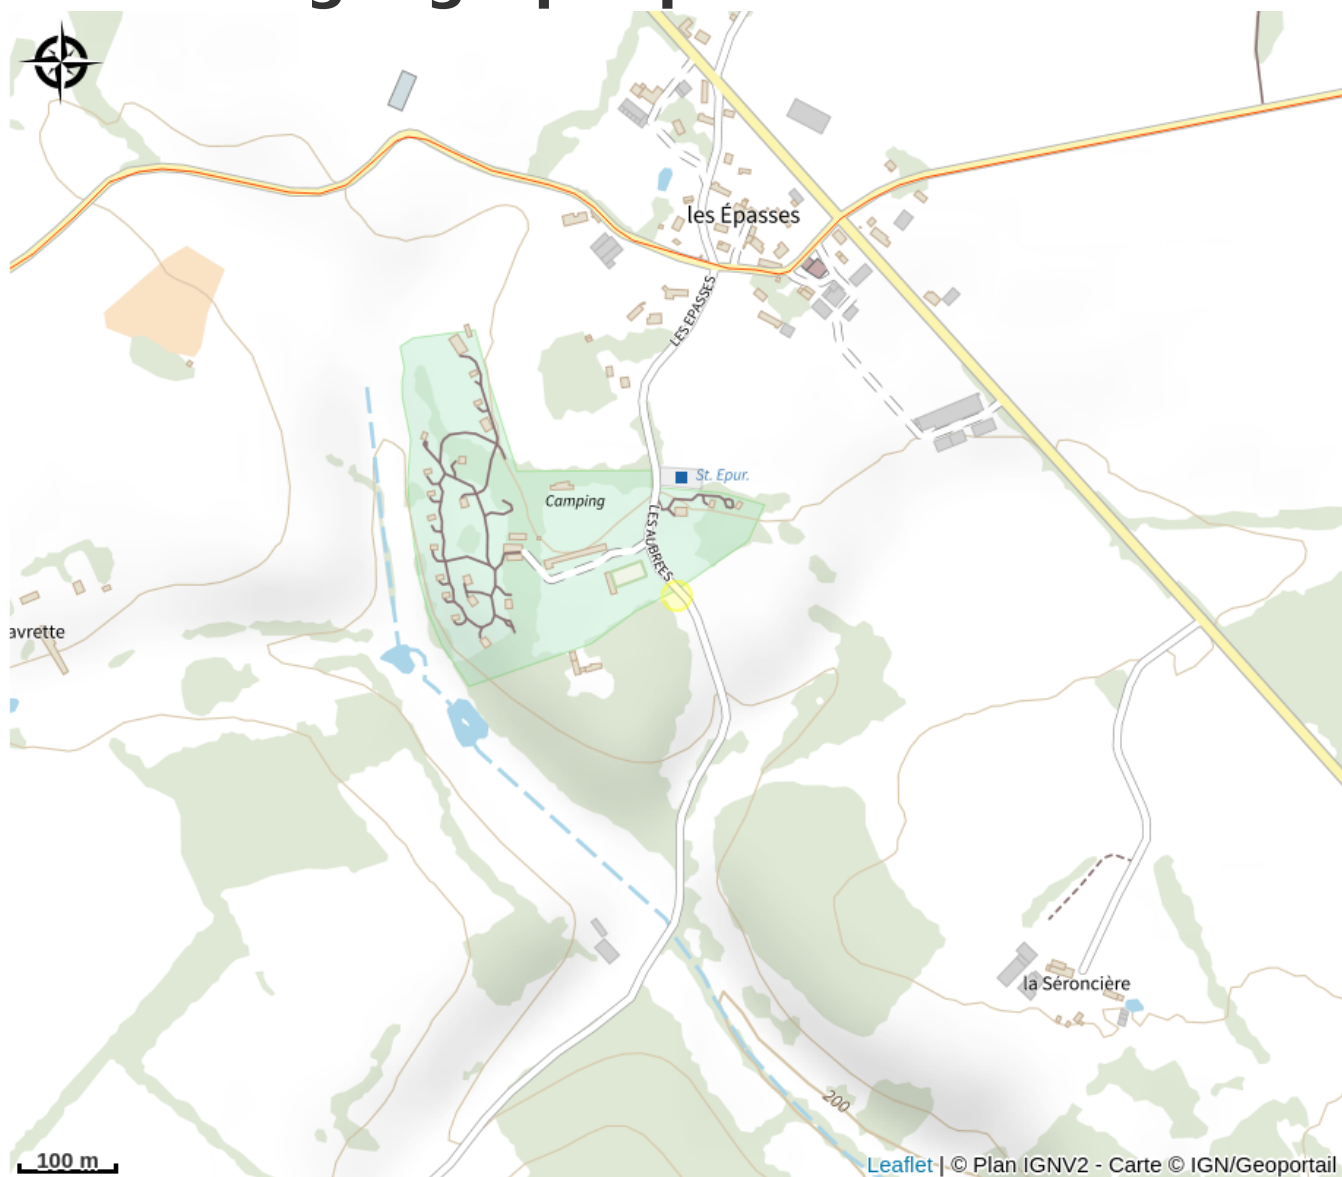 les Épasses
LES EPASSES
St. Epur.
Camping
LES AUBREES
avrette
la Séroncière
200
100 m
Leaflet | © Plan IGNV2 - Carte © IGN/Geoportail